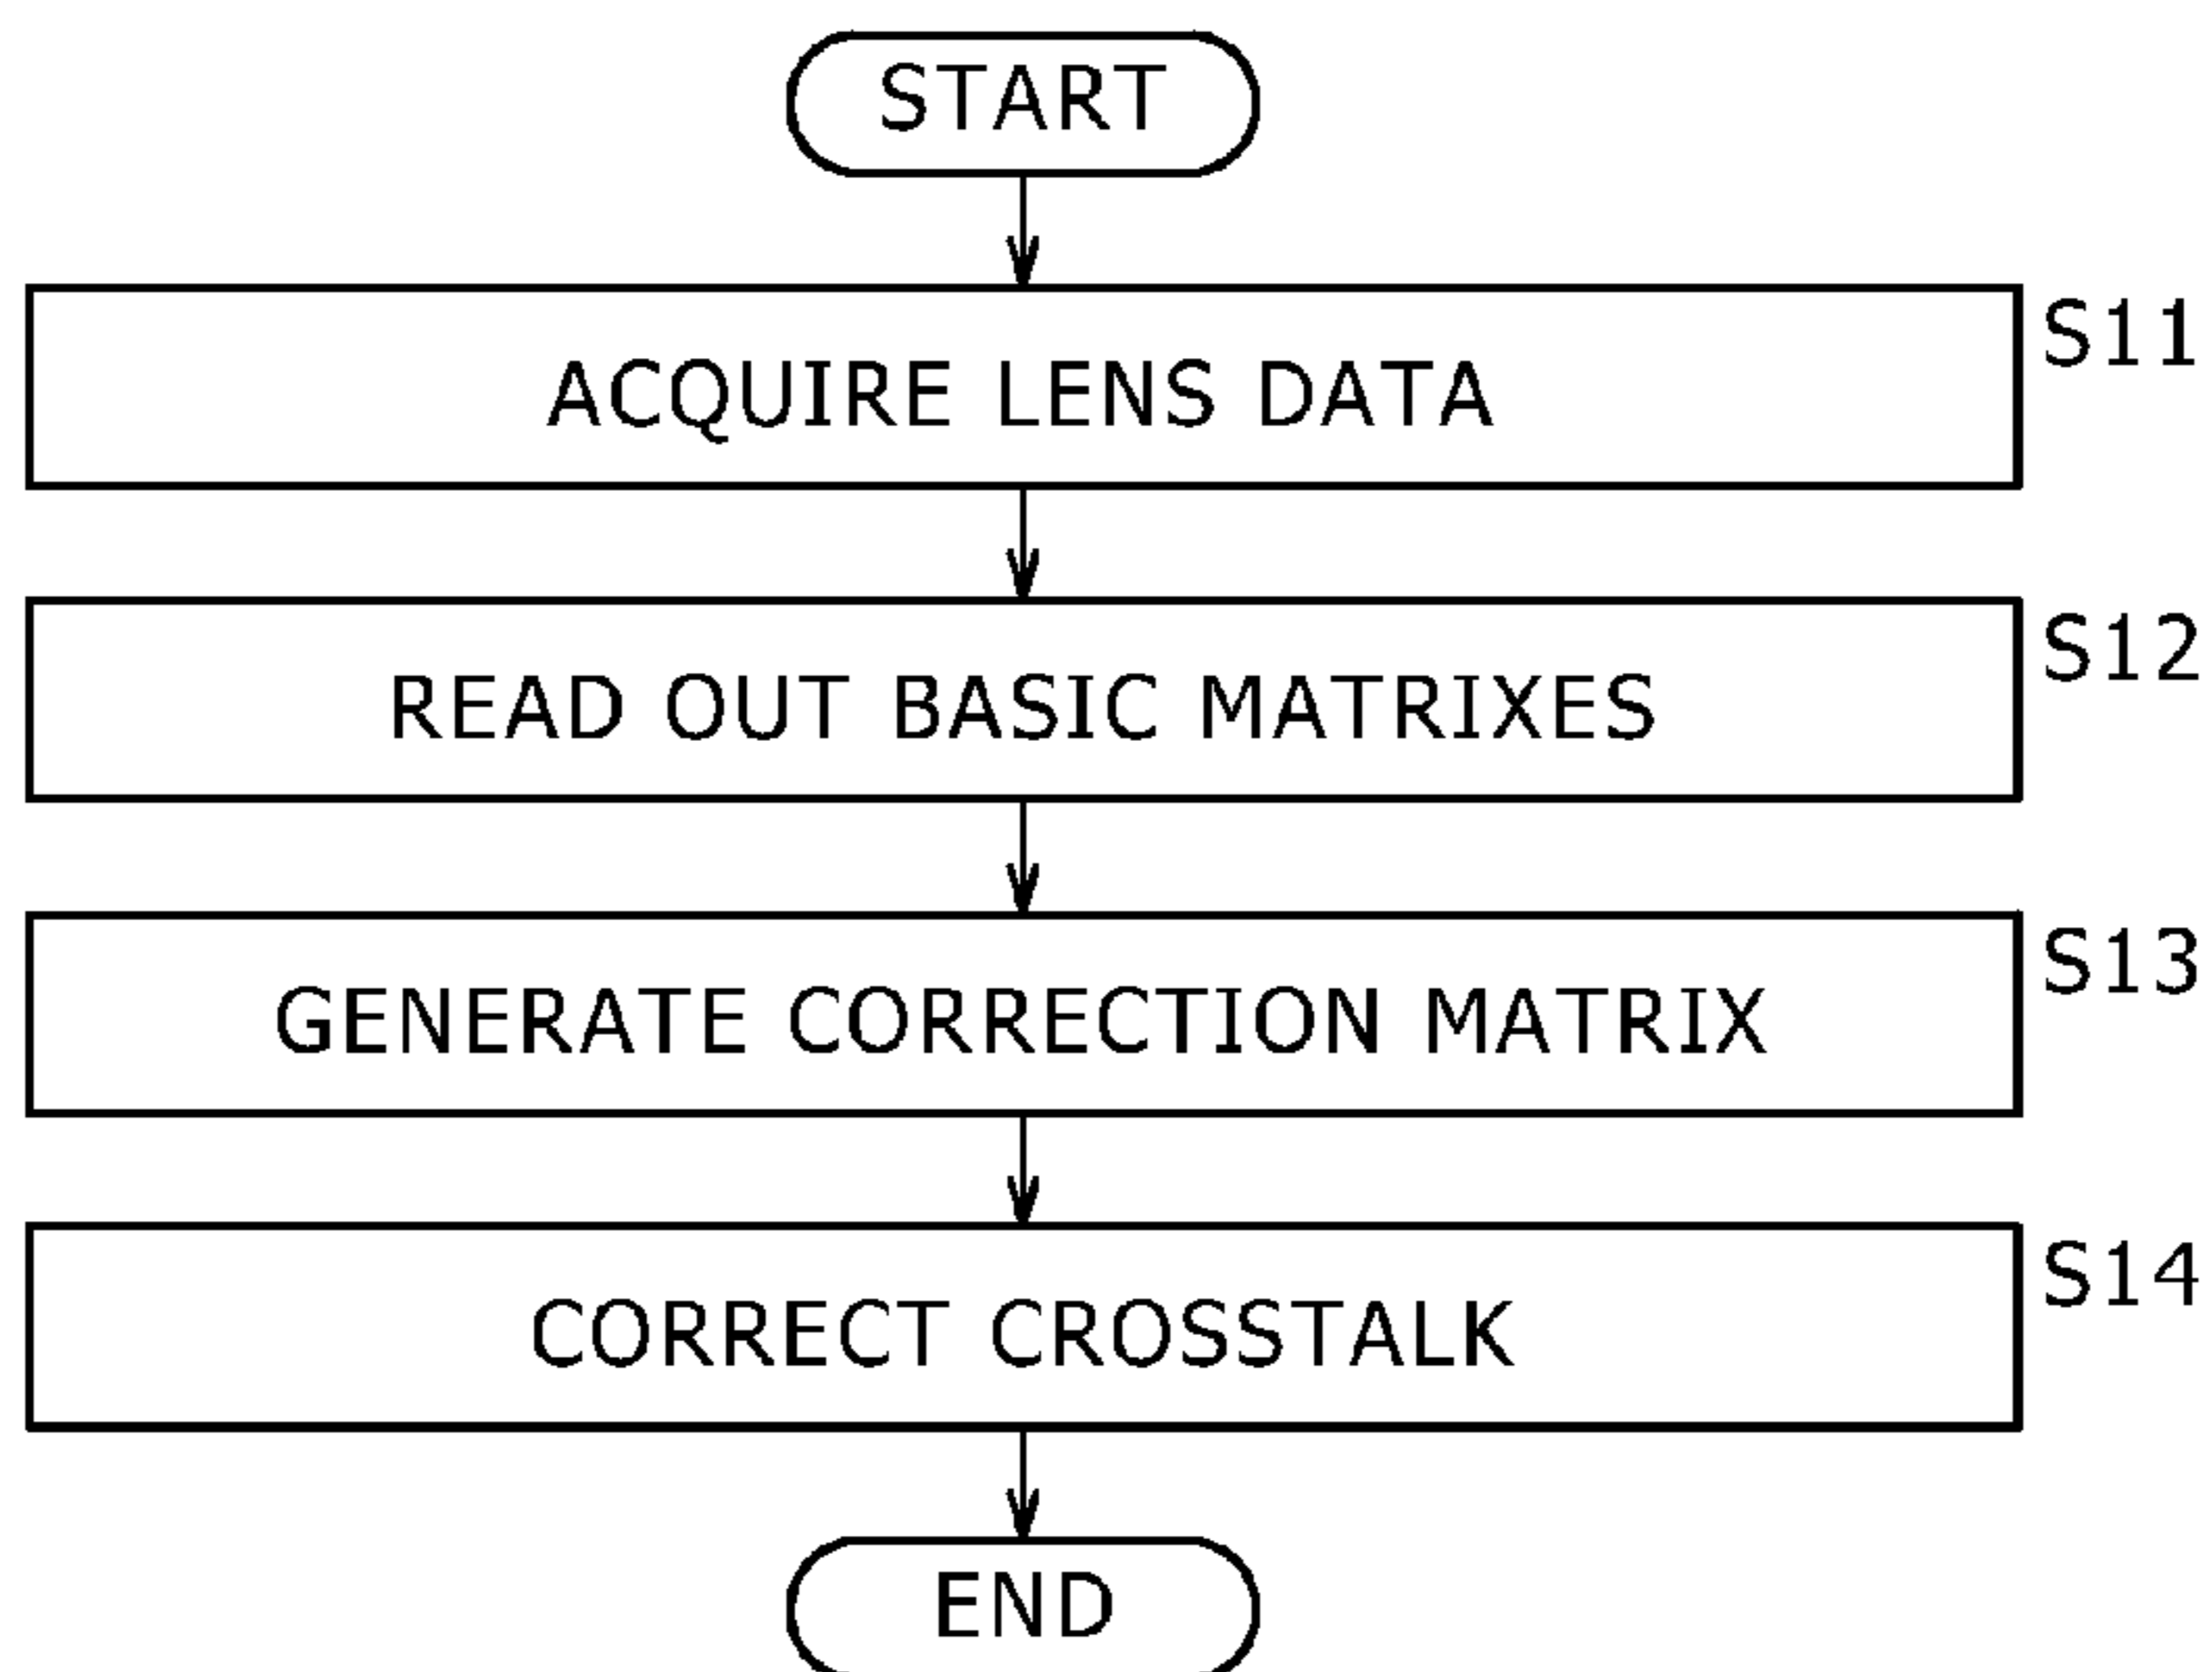 START
ACQUIRE LENS DATA
S11
READ OUT BASIC MATRIXES
S12
GENERATE CORRECTION MATRIX
S13
CORRECT CROSSTALK
S14
END